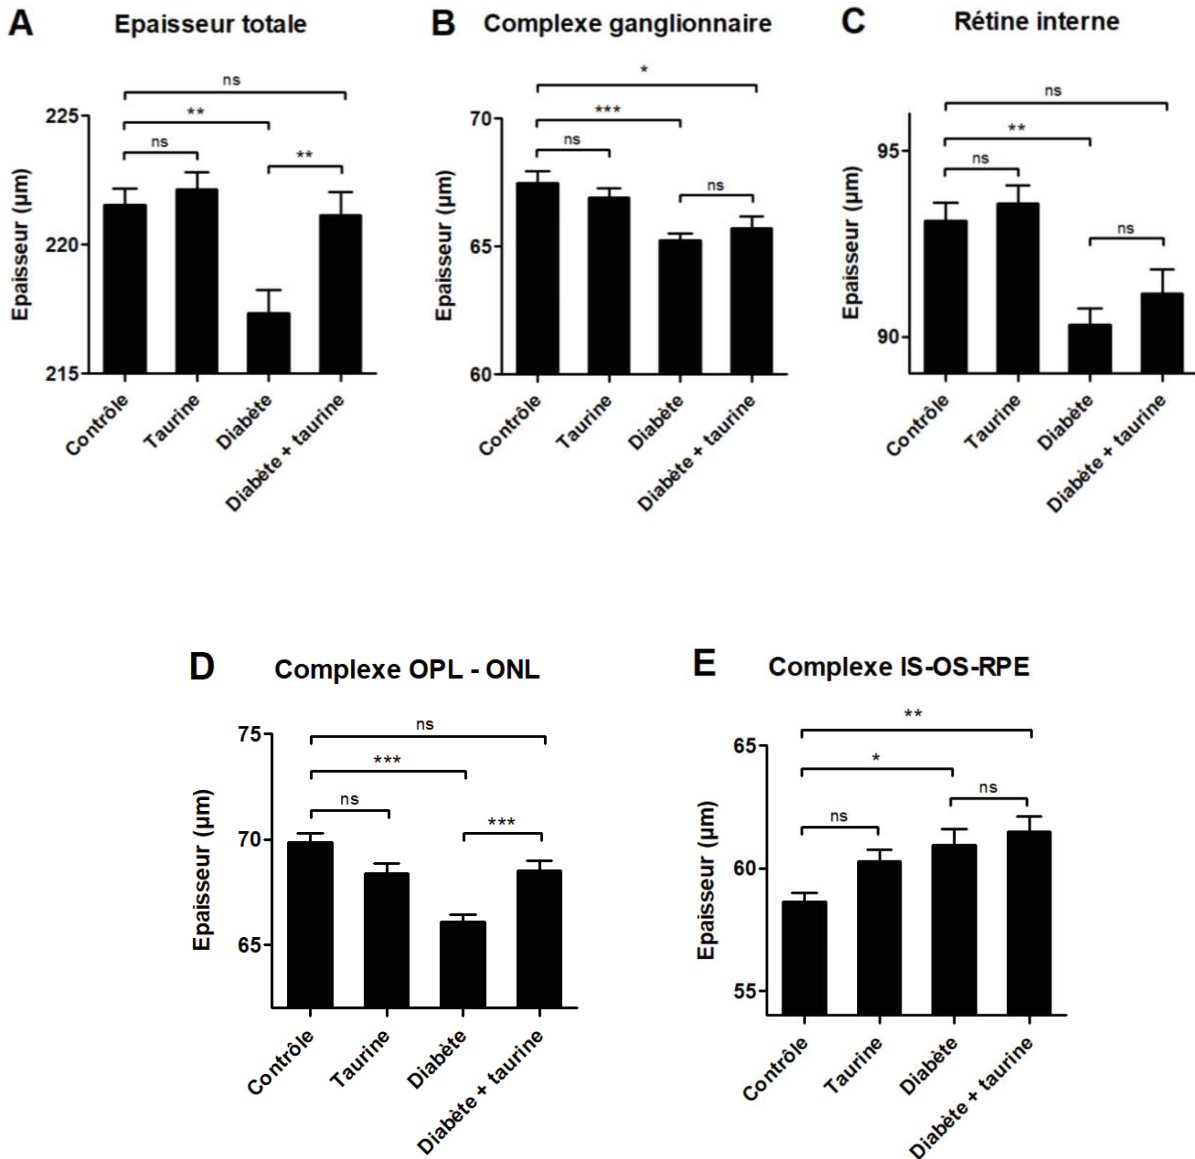 A
Epaisseur totale
ns
**
ns
**
225
220
215
Epaisseur (µm)
Contrôle
Taurine
Diabète
Diabète + taurine
B
Complexe ganglionnaire
*
***
ns
ns
70
65
60
Epaisseur (µm)
Contrôle
Taurine
Diabète
Diabète + taurine
C
Rétine interne
ns
**
ns
ns
95
90
Epaisseur (µm)
Contrôle
Taurine
Diabète
Diabète + taurine
D
Complexe OPL - ONL
ns
***
ns
***
75
70
65
Epaisseur (µm)
Contrôle
Taurine
Diabète
Diabète + taurine
E
Complexe IS-OS-RPE
**
*
ns
ns
65
60
55
Epaisseur (µm)
Contrôle
Taurine
Diabète
Diabète + taurine